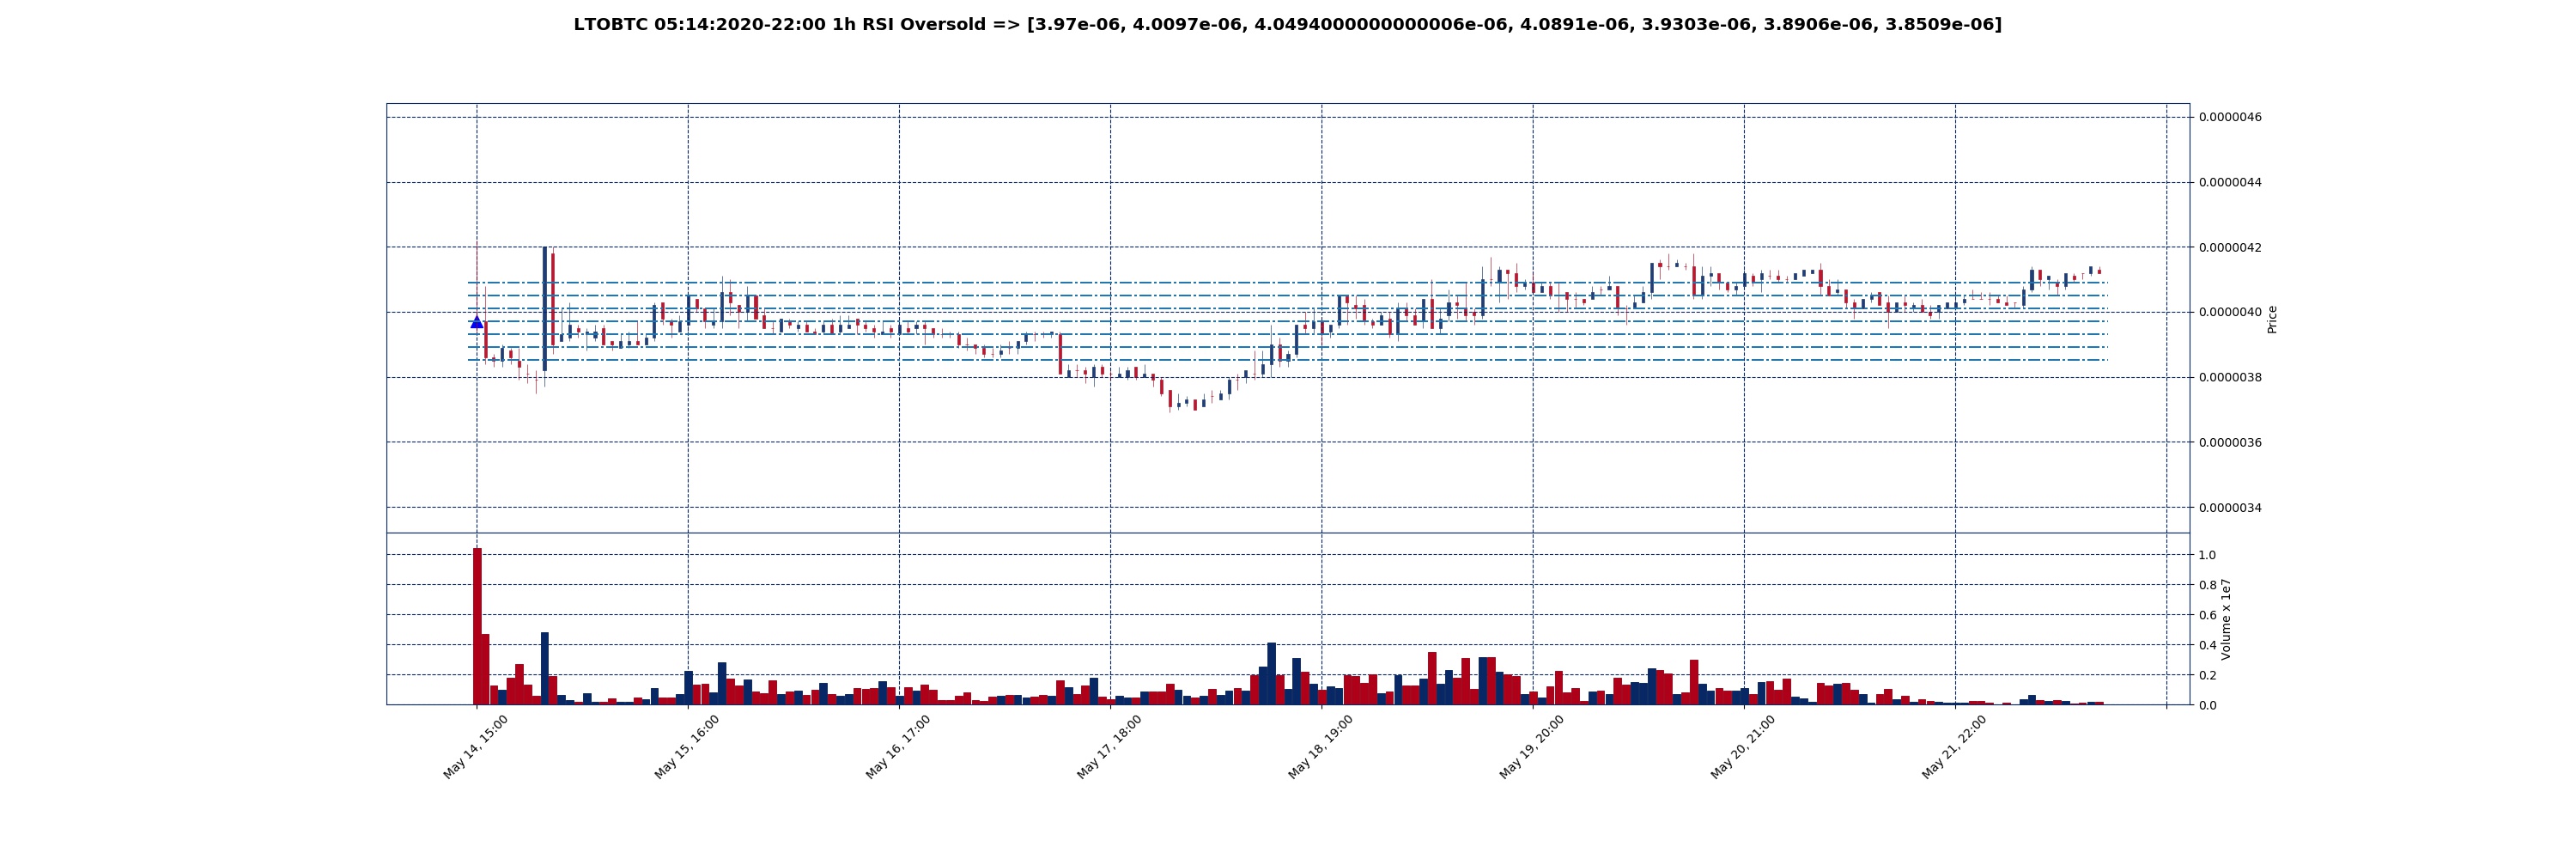 LTOBTC 05:14:2020-22:00 1h RSI Oversold => [3.97e-06, 4.0097e-06, 4.0494000000000006e-06, 4.0891e-06, 3.9303e-06, 3.8906e-06, 3.8509e-06]
0.0000046
0.0000044
0.0000042
0.0000040
0.0000038
0.0000036
0.0000034
Price
1.0
0.8
0.6
0.4
0.2
0.0
Volume x 1e7
May 14, 15:00
May 15, 16:00
May 16, 17:00
May 17, 18:00
May 18, 19:00
May 19, 20:00
May 20, 21:00
May 21, 22:00